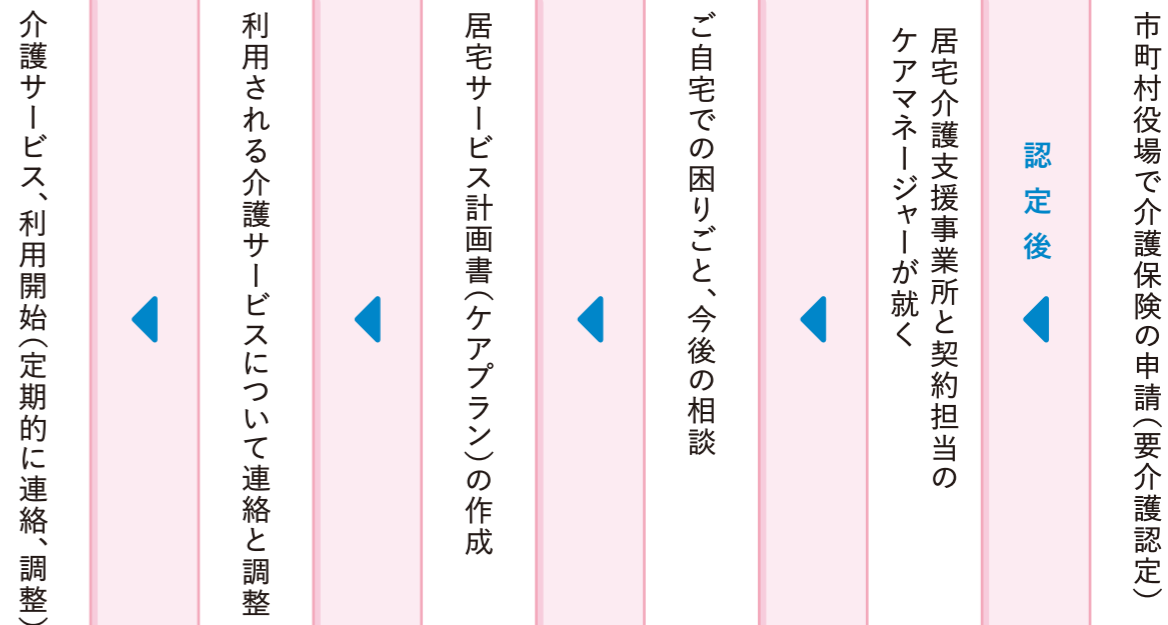 市町村役場で介護保険の申請（要介護認定）
認定後
居宅介護支援事業所と契約担当の
ケアマネージャーが就く
ご自宅での困りごと、今後の相談
居宅サービス計画書（ケアプラン）の作成
利用される介護サービスについて連絡と調整
介護サービス、利用開始（定期的に連絡、調整）